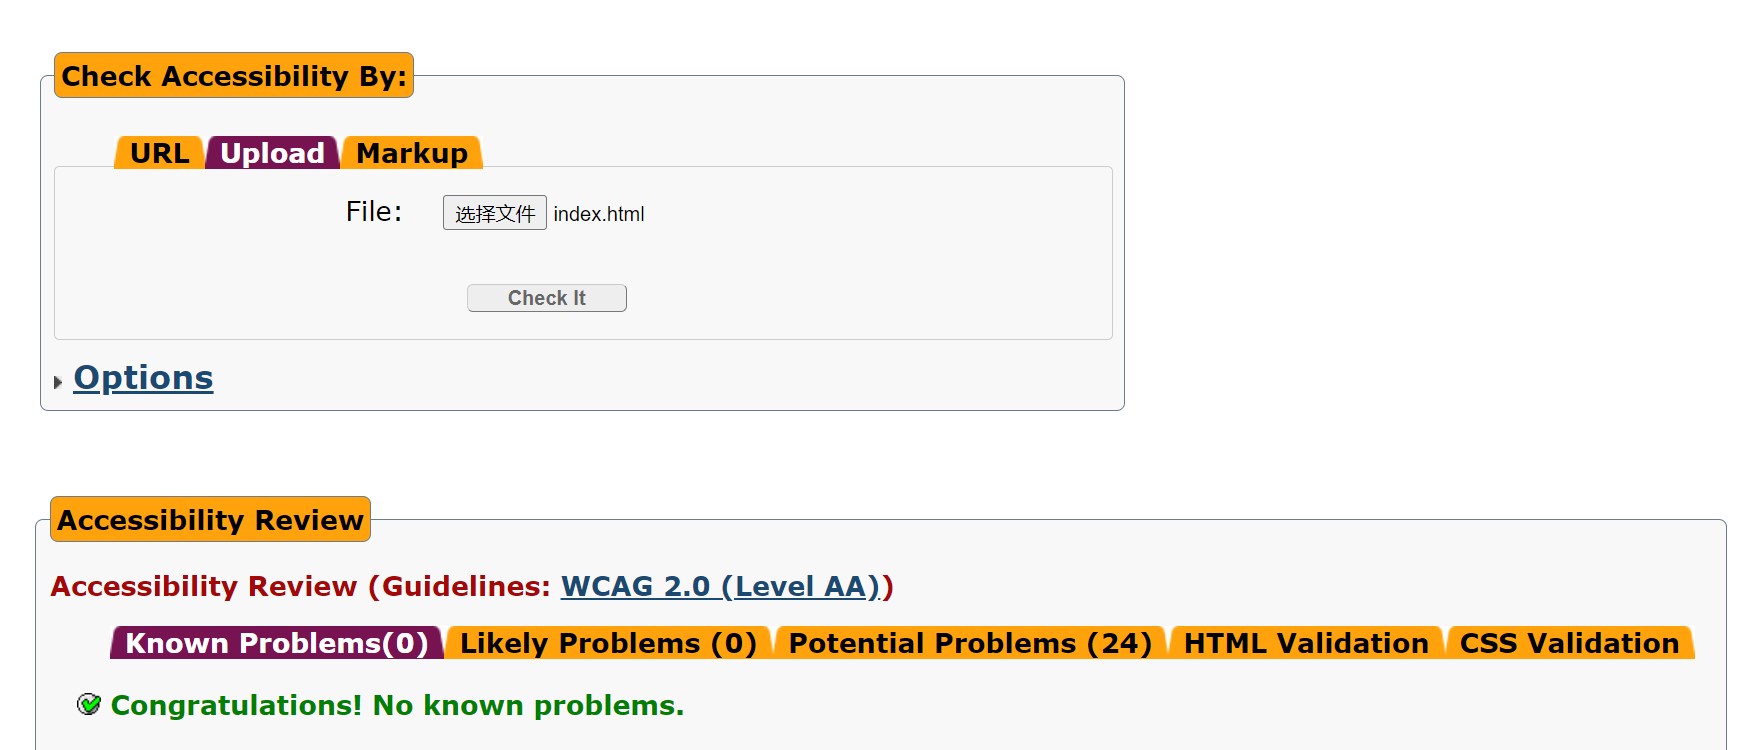 Check Accessibility By:
URL Upload Markup
File: 选择文件 index.html
Check It
Options
Accessibility Review
Accessibility Review (Guidelines: WCAG 2.0 (Level AA))
Known Problems(0) Likely Problems (0) Potential Problems (24) HTML Validation CSS Validation
Congratulations! No known problems.